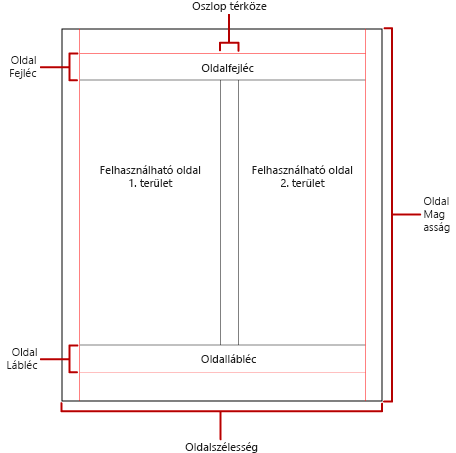 Oszlop térköze
Oldal
Fejléc
Oldalfejléc
Felhasználható oldal
1. terület
Felhasználható oldal
2. terület
Oldal
Mag
asság
Oldal
Lábléc
Oldallábléc
Oldalszélesség